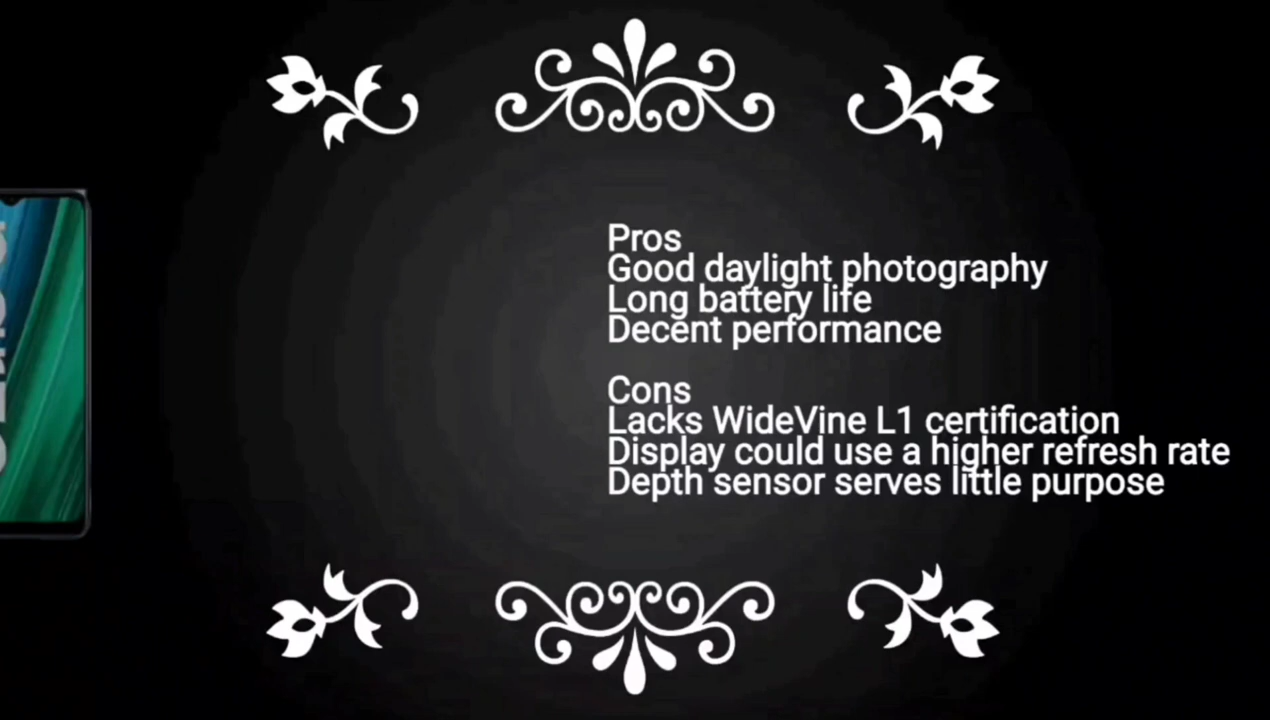 Pros
Good daylight photography
Long battery life
Decent performance
Cons
Lacks WideVine L1 certification
Display could use a higher refresh rate
Depth sensor serves little purpose